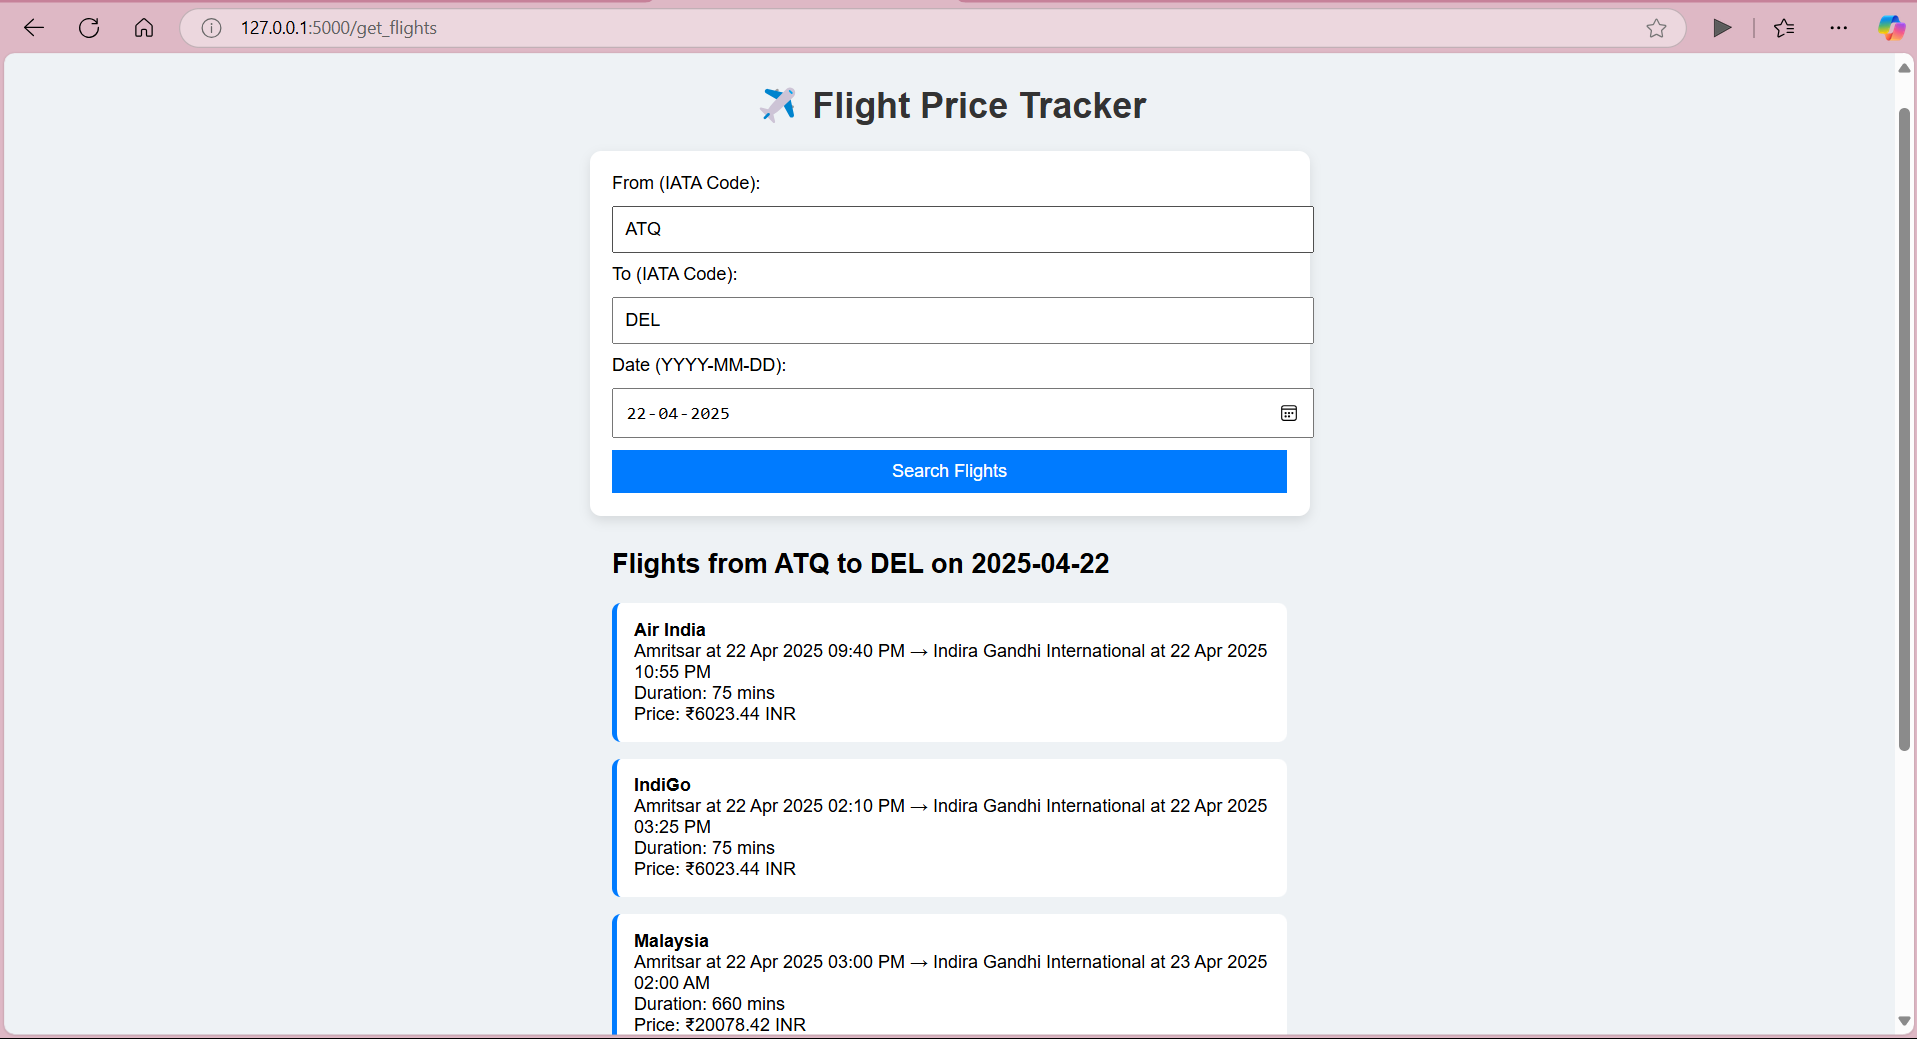 127.0.0.1:5000/get_flights
Flight Price Tracker
From (IATA Code):
ATQ
To (IATA Code):
DEL
Date (YYYY-MM-DD):
22-04-2025
Search Flights
Flights from ATQ to DEL on 2025-04-22
Air India
Amritsar at 22 Apr 2025 09:40 PM → Indira Gandhi International at 22 Apr 2025
10:55 PM
Duration: 75 mins
Price: ₹6023.44 INR
IndiGo
Amritsar at 22 Apr 2025 02:10 PM → Indira Gandhi International at 22 Apr 2025
03:25 PM
Duration: 75 mins
Price: ₹6023.44 INR
Malaysia
Amritsar at 22 Apr 2025 03:00 PM → Indira Gandhi International at 23 Apr 2025
02:00 AM
Duration: 660 mins
Price: ₹20078.42 INR